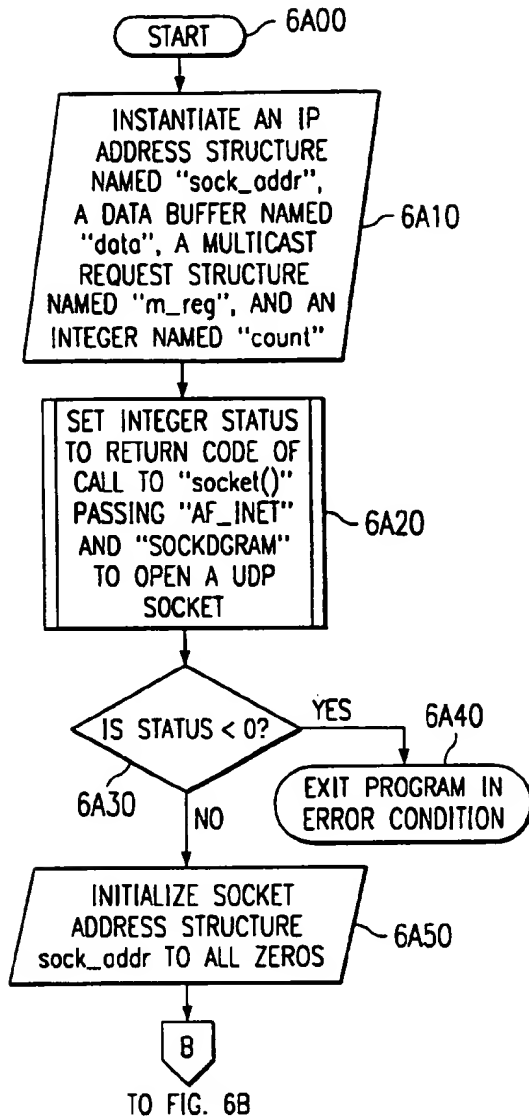 START
6A00
INSTANTIATE AN IP
ADDRESS STRUCTURE
NAMED "sock_addr",
A DATA BUFFER NAMED
"data", A MULTICAST
REQUEST STRUCTURE
NAMED "m_reg", AND AN
INTEGER NAMED "count"
6A10
SET INTEGER STATUS
TO RETURN CODE OF
CALL TO "socket()"
PASSING "AF_INET"
AND "SOCKDGRAM"
TO OPEN A UDP
SOCKET
6A20
IS STATUS < 0?
YES
6A30
NO
6A40
EXIT PROGRAM IN
ERROR CONDITION
INITIALIZE SOCKET
ADDRESS STRUCTURE
sock_addr TO ALL ZEROS
6A50
B
TO FIG. 6B